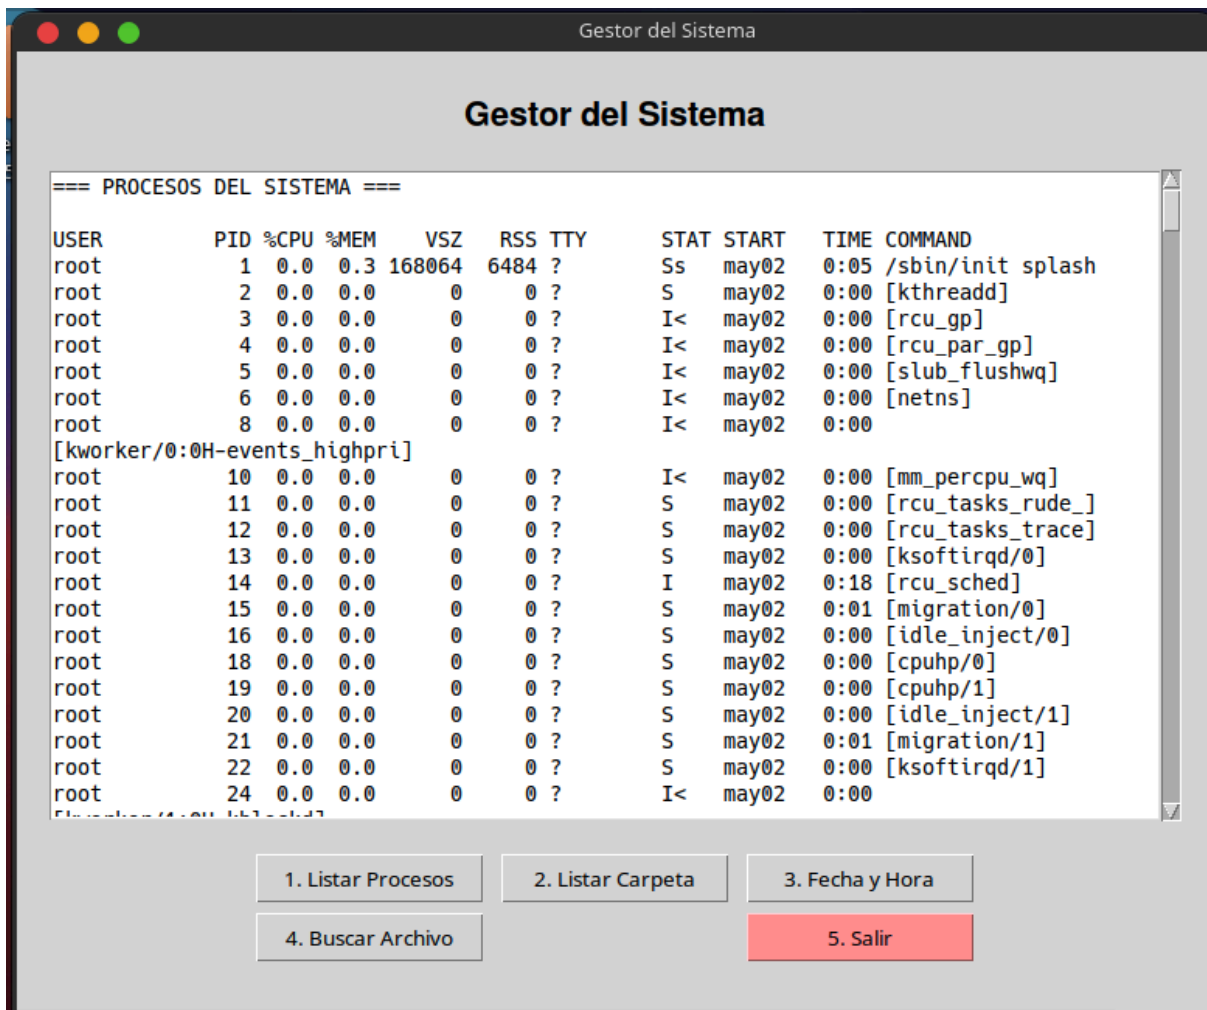 Gestor del Sistema
Gestor del Sistema
=== PROCESOS DEL SISTEMA ===
USER PID %CPU %MEM VSZ RSS TTY STAT START TIME COMMAND
root 1 0.0 0.3 168064 6484 ? Ss may02 0:05 /sbin/init splash
root 2 0.0 0.0 0 0 ? S may02 0:00 [kthreadd]
root 3 0.0 0.0 0 0 ? I< may02 0:00 [rcu_gp]
root 4 0.0 0.0 0 0 ? I< may02 0:00 [rcu_par_gp]
root 5 0.0 0.0 0 0 ? I< may02 0:00 [slub_flushwq]
root 6 0.0 0.0 0 0 ? I< may02 0:00 [netns]
root 8 0.0 0.0 0 0 ? I< may02 0:00
[kworker/0:0H-events_highpri]
root 10 0.0 0.0 0 0 ? I< may02 0:00 [mm_percpu_wq]
root 11 0.0 0.0 0 0 ? S may02 0:00 [rcu_tasks_rude_]
root 12 0.0 0.0 0 0 ? S may02 0:00 [rcu_tasks_trace]
root 13 0.0 0.0 0 0 ? S may02 0:00 [ksoftirqd/0]
root 14 0.0 0.0 0 0 ? I may02 0:18 [rcu_sched]
root 15 0.0 0.0 0 0 ? S may02 0:01 [migration/0]
root 16 0.0 0.0 0 0 ? S may02 0:00 [idle_inject/0]
root 18 0.0 0.0 0 0 ? S may02 0:00 [cpuhp/0]
root 19 0.0 0.0 0 0 ? S may02 0:00 [cpuhp/1]
root 20 0.0 0.0 0 0 ? S may02 0:00 [idle_inject/1]
root 21 0.0 0.0 0 0 ? S may02 0:01 [migration/1]
root 22 0.0 0.0 0 0 ? S may02 0:00 [ksoftirqd/1]
root 24 0.0 0.0 0 0 ? I< may02 0:00
1. Listar Procesos
2. Listar Carpeta
3. Fecha y Hora
4. Buscar Archivo
5. Salir